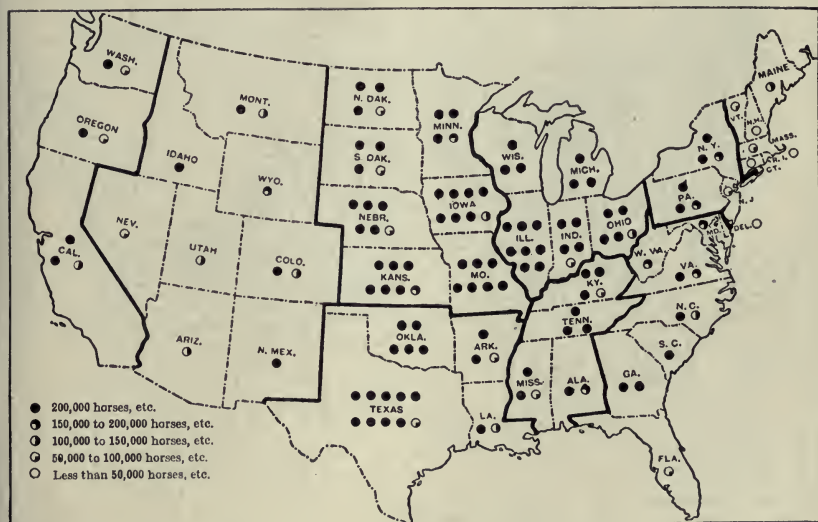 WASH.
MONT.
N. DAK.
MINN.
MAINE
VT.
N.H.
MASS.
OREGON
IDAHO
WYO.
S. DAK.
WIS.
MICH.
N.Y.
R.I.
CT.
NEV.
UTAH
COLO.
NEBR.
IOWA
ILL.
IND.
OHIO
PA.
N. J
CAL.
KANS.
MO.
KY.
W. VA.
VA.
MD.
DEL.
ARIZ.
N. MEX.
OKLA.
ARK.
TENN.
N.C.
S.C.
TEXAS
LA.
MISS.
ALA.
GA.
FLA.
200,000 horses, etc.
150,000 to 200,000 horses, etc.
100,000 to 150,000 horses, etc.
50,000 to 100,000 horses, etc.
Less than 50,000 horses, etc.